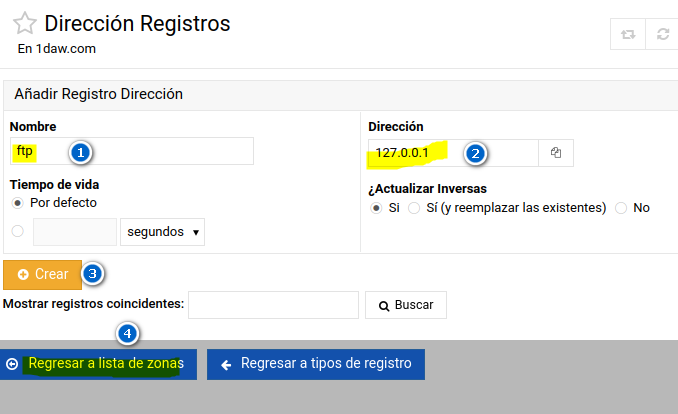 Dirección Registros
En 1daw.com
Añadir Registro Dirección
Nombre
ftp
1
Dirección
127.0.0.1
2
Tiempo de vida
Por defecto
segundos
¿Actualizar Inversas
Si Sí (y reemplazar las existentes) No
Crear
3
Mostrar registros coincidentes:
Buscar
4
Regresar a lista de zonas
Regresar a tipos de registro